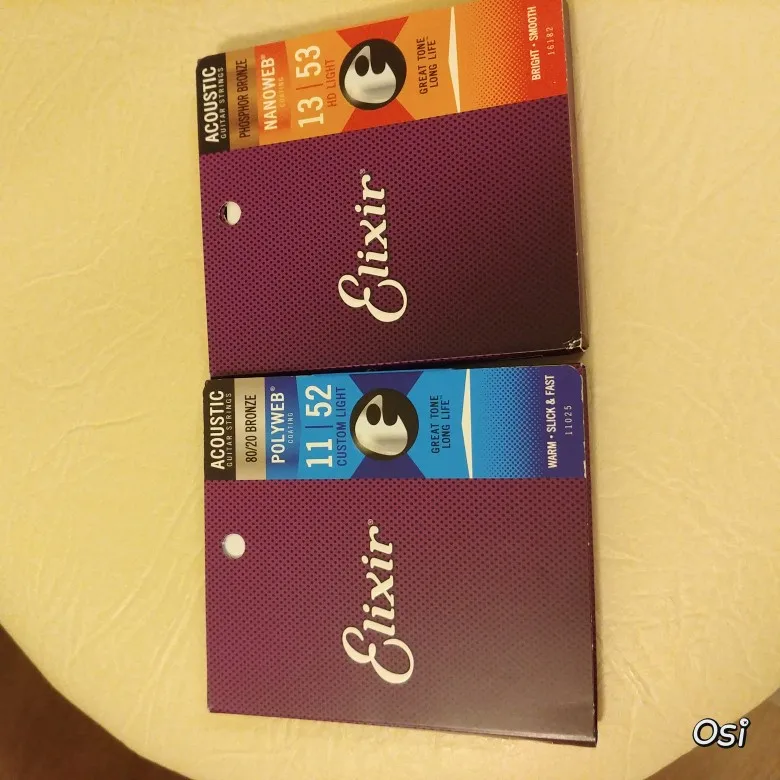 ACOUSTIC
GUITAR STRINGS
PHOSPHOR BRONZE
NANOWEB®
COATING
13 | 53
HD LIGHT
GREAT TONE
LONG LIFE™
BRIGHT • SMOOTH
16182
Elixir®
ACOUSTIC
GUITAR STRINGS
80/20 BRONZE
POLYWEB®
COATING
11 | 52
CUSTOM LIGHT
GREAT TONE
LONG LIFE™
WARM • SLICK & FAST
11025
Elixir®
Osi